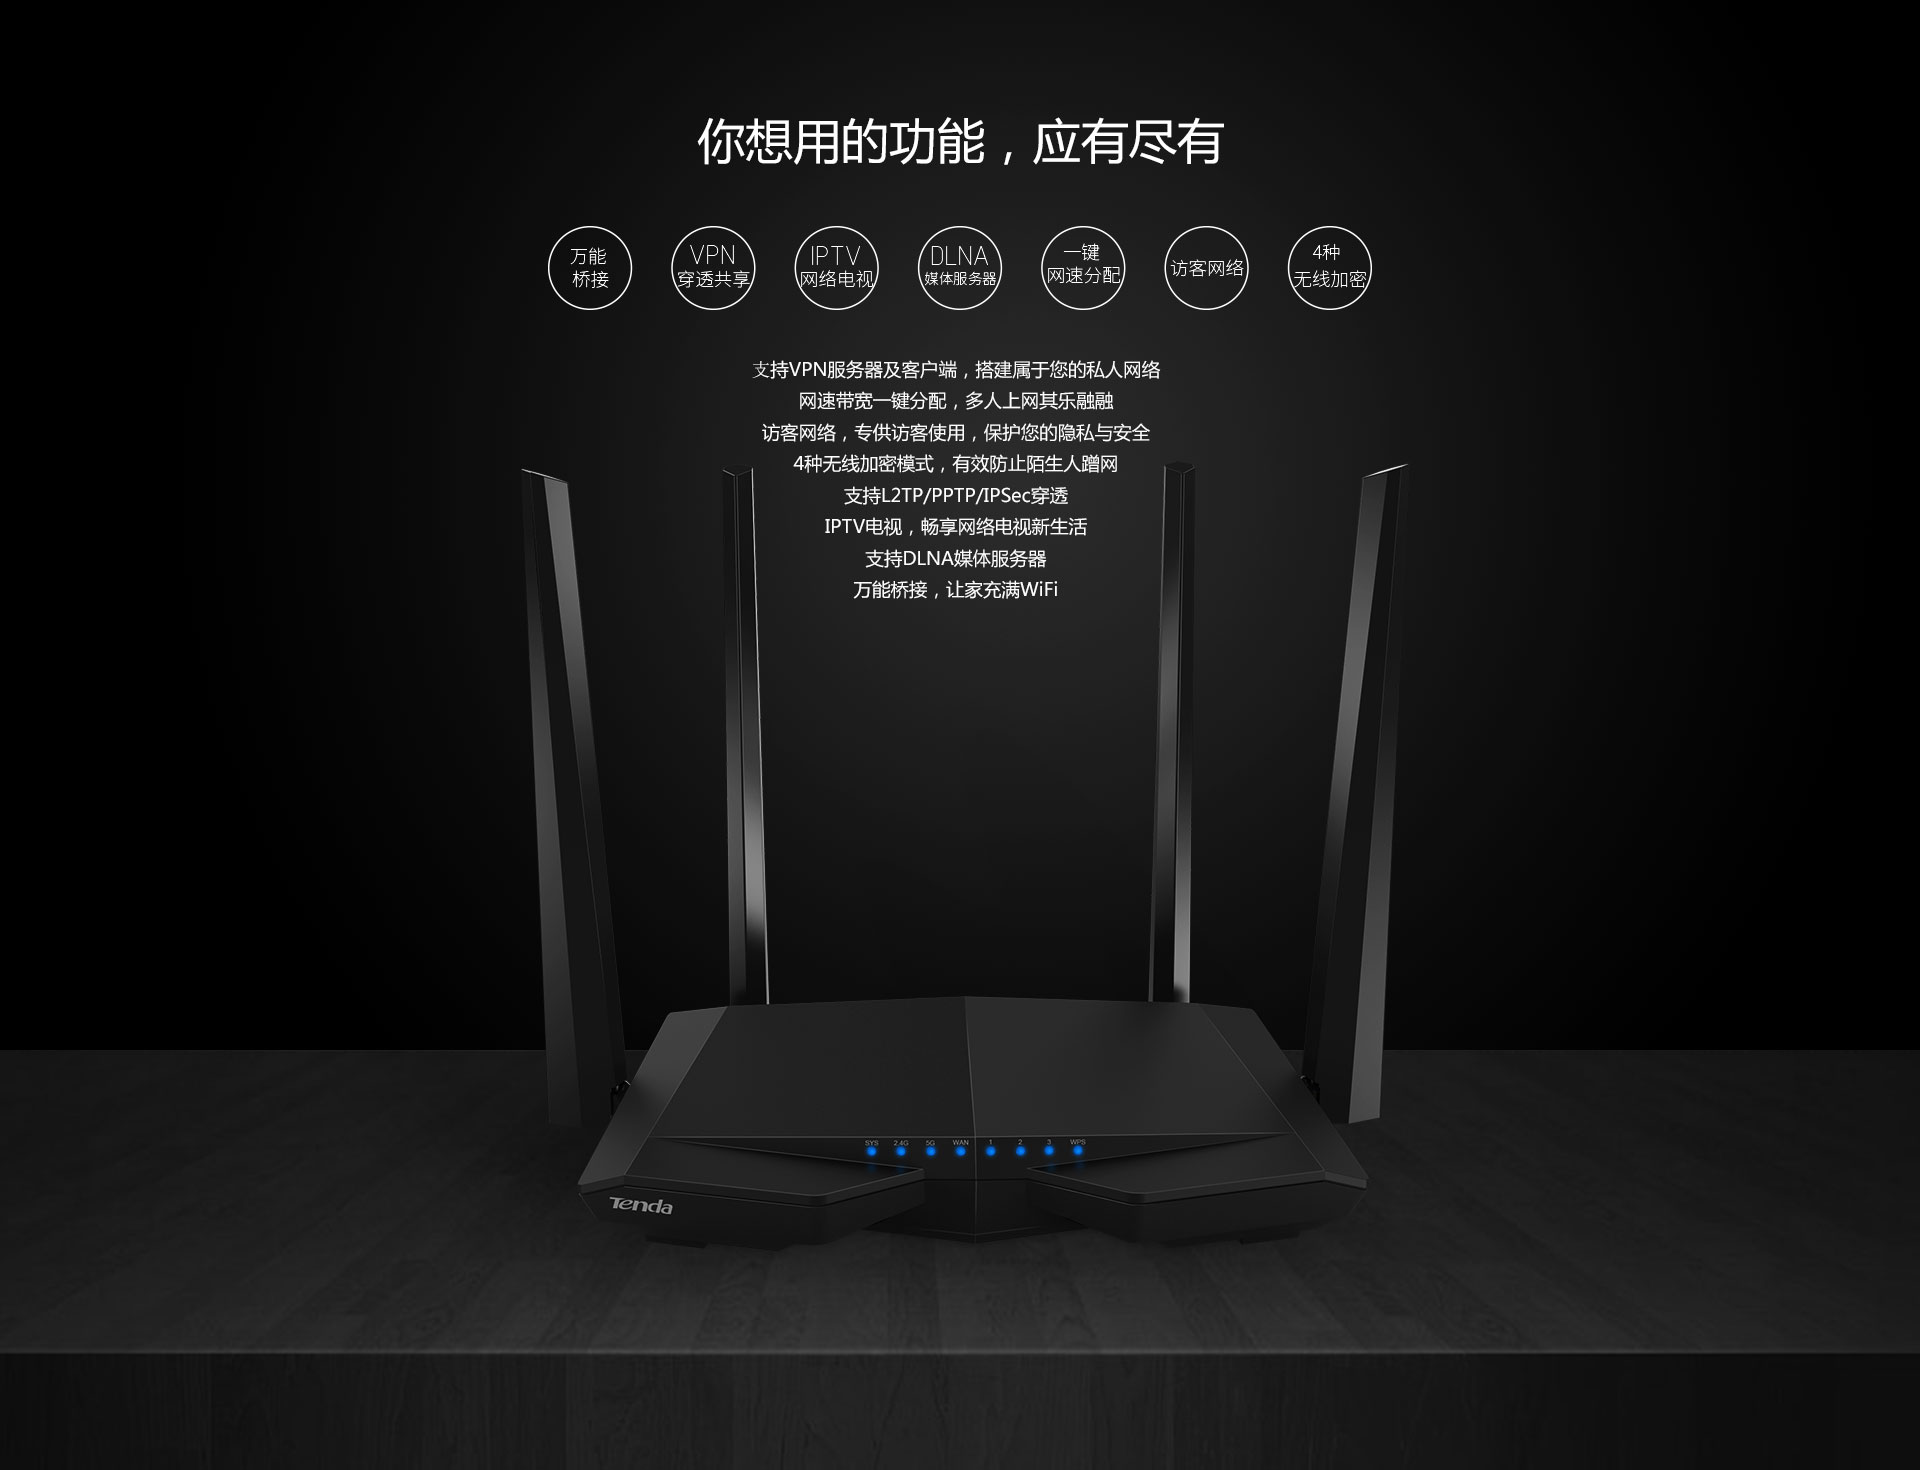 你想用的功能，应有尽有
万能
桥接
VPN
穿透共享
IPTV
网络电视
DLNA
媒体服务器
一键
网速分配
访客网络
4种
无线加密
支持VPN服务器及客户端，搭建属于您的私人网络
网速带宽一键分配，多人上网其乐融融
访客网络，专供访客使用，保护您的隐私与安全
4种无线加密模式，有效防止陌生人蹭网
支持L2TP/PPTP/IPSec穿透
IPTV电视，畅享网络电视新生活
支持DLNA媒体服务器
万能桥接，让家充满WiFi
SYS 2.4G 5G WAN 1 2 3 WPS
Tenda